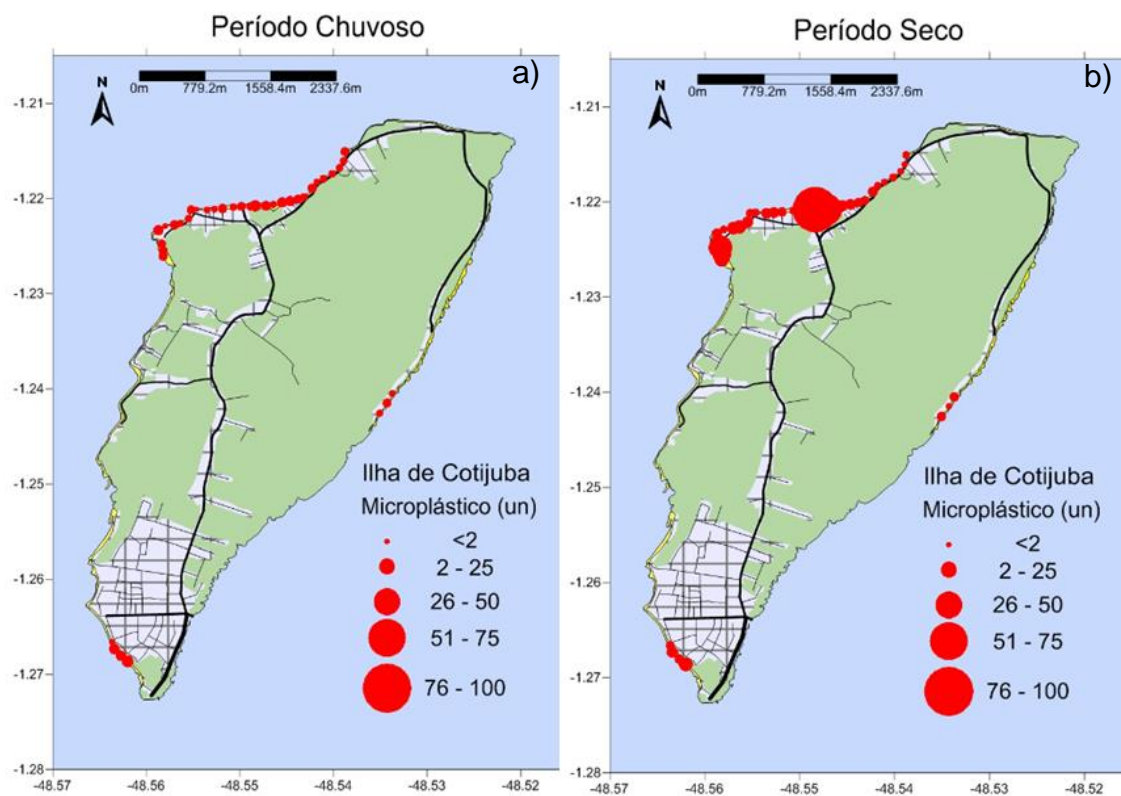 Período Chuvoso
a)
N
0m 779.2m 1558.4m 2337.6m
-1.21
-1.22
-1.23
-1.24
-1.25
-1.26
-1.27
-1.28
-48.57 -48.56 -48.55 -48.54 -48.53 -48.52
Ilha de Cotijuba
Microplástico (un)
<2
2 - 25
26 - 50
51 - 75
76 - 100
Período Seco
b)
N
0m 779.2m 1558.4m 2337.6m
-1.21
-1.22
-1.23
-1.24
-1.25
-1.26
-1.27
-1.28
-48.57 -48.56 -48.55 -48.54 -48.53 -48.52
Ilha de Cotijuba
Microplástico (un)
<2
2 - 25
26 - 50
51 - 75
76 - 100